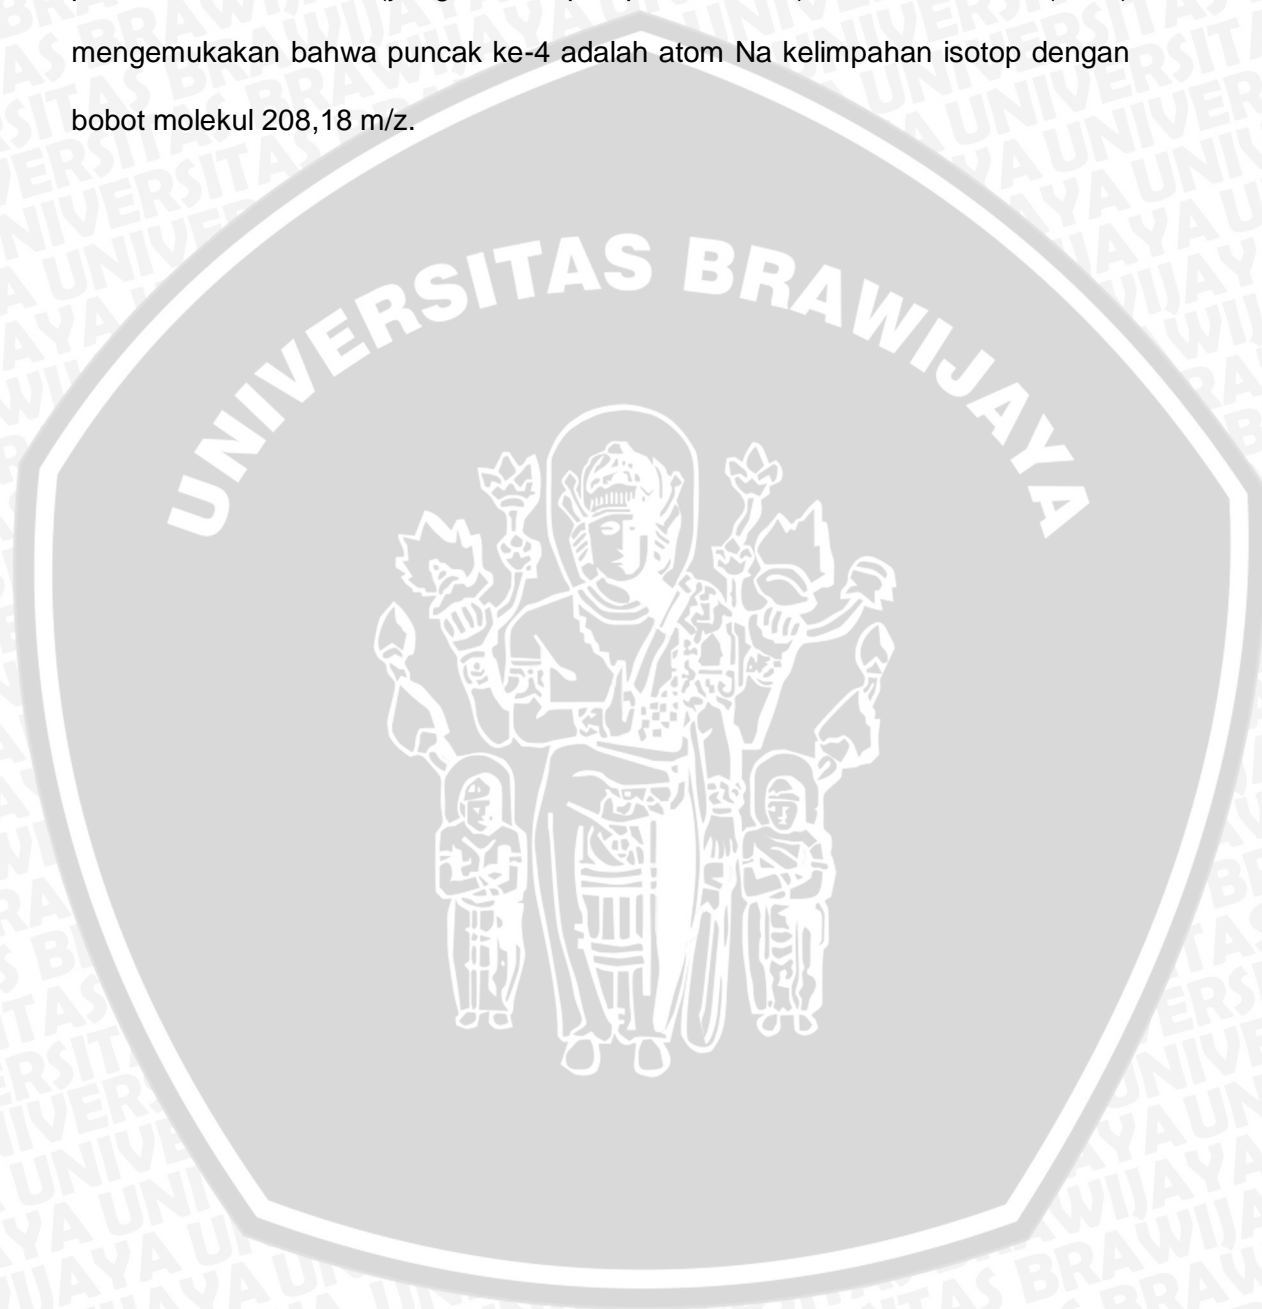 mengemukakan bahwa puncak ke-4 adalah atom Na kelimpahan isotop dengan
bobot molekul 208,18 m/z.
UNIVERSITAS BRAWIJAYA